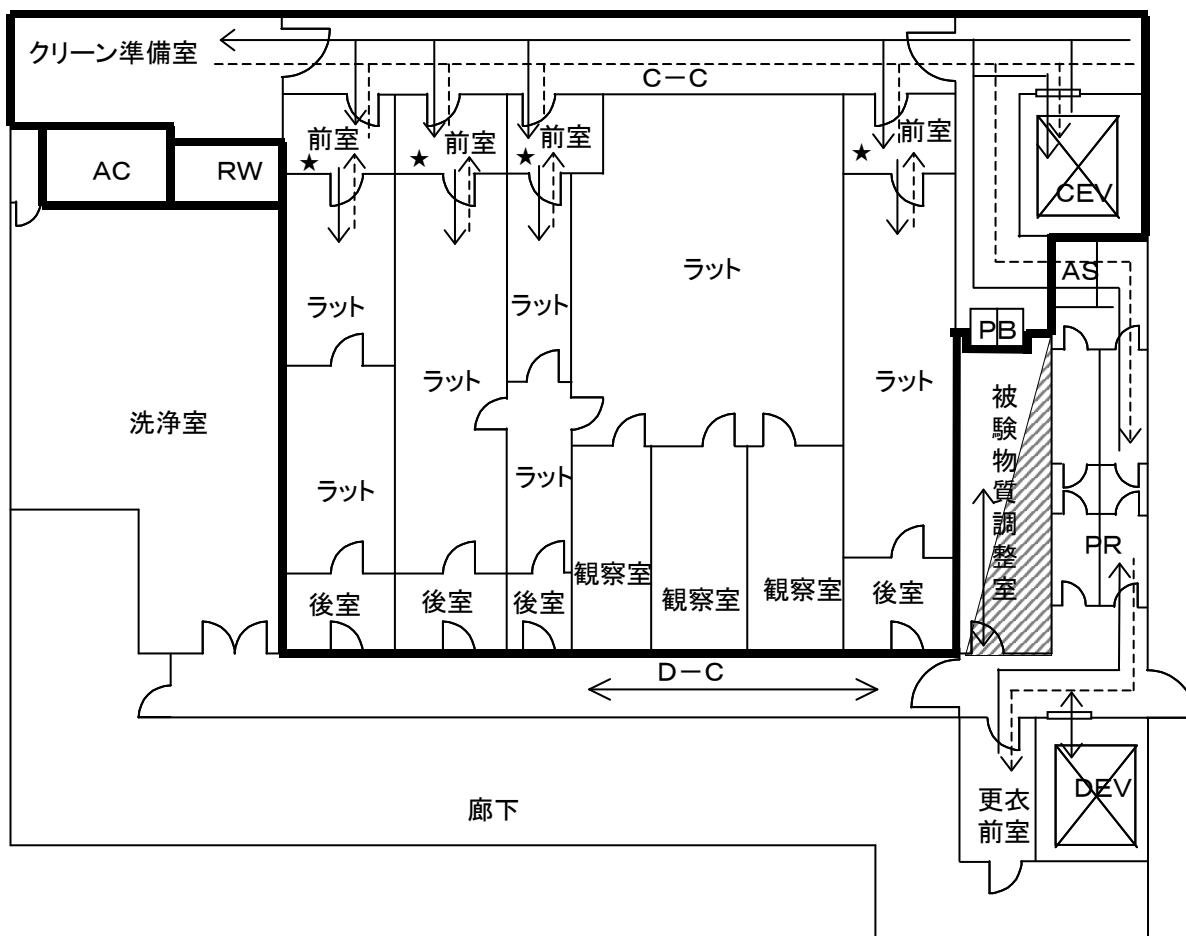 クリーン準備室
C－C
前室
前室
前室
前室
★
★
★
★
AC
RW
CEV
AS
ラット
ラット
ラット
PB
ラット
ラット
被験物質調整室
洗浄室
ラット
ラット
PR
観察室
観察室
観察室
後室
後室
後室
後室
D－C
更衣
前室
DEV
廊下